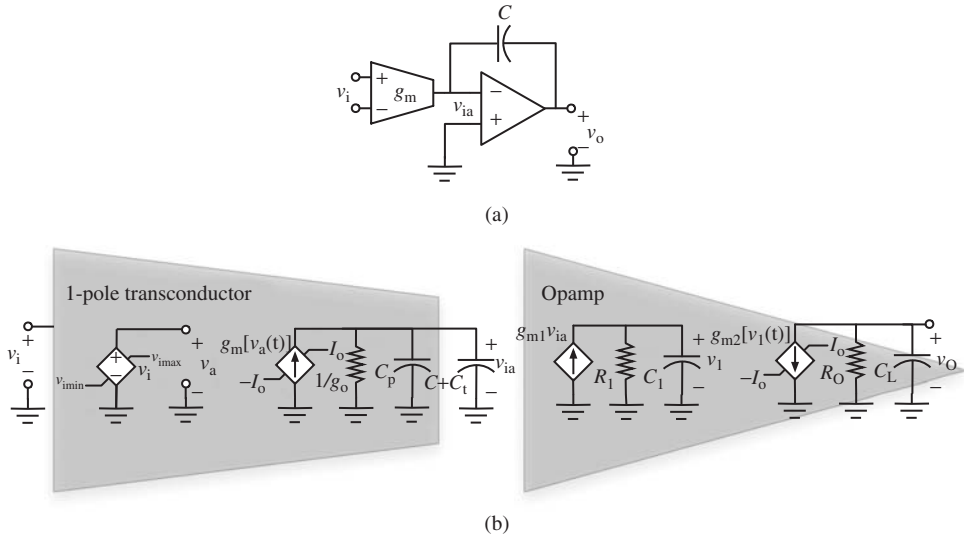 C
+
v_i
−
g_m
v_ia
−
+
+
v_o
−
(a)
1-pole transconductor
Opamp
+
v_i
−
+
−
v_imin
v_imax
v_i
+
v_a
−
g_m[v_a(t)]
I_o
−I_o
1/g_o
C_p
C+C_t
+
v_ia
−
g_m1v_ia
R_1
C_1
+
v_1
−
g_m2[v_1(t)]
I_o
−I_o
R_O
C_L
+
v_O
−
(b)